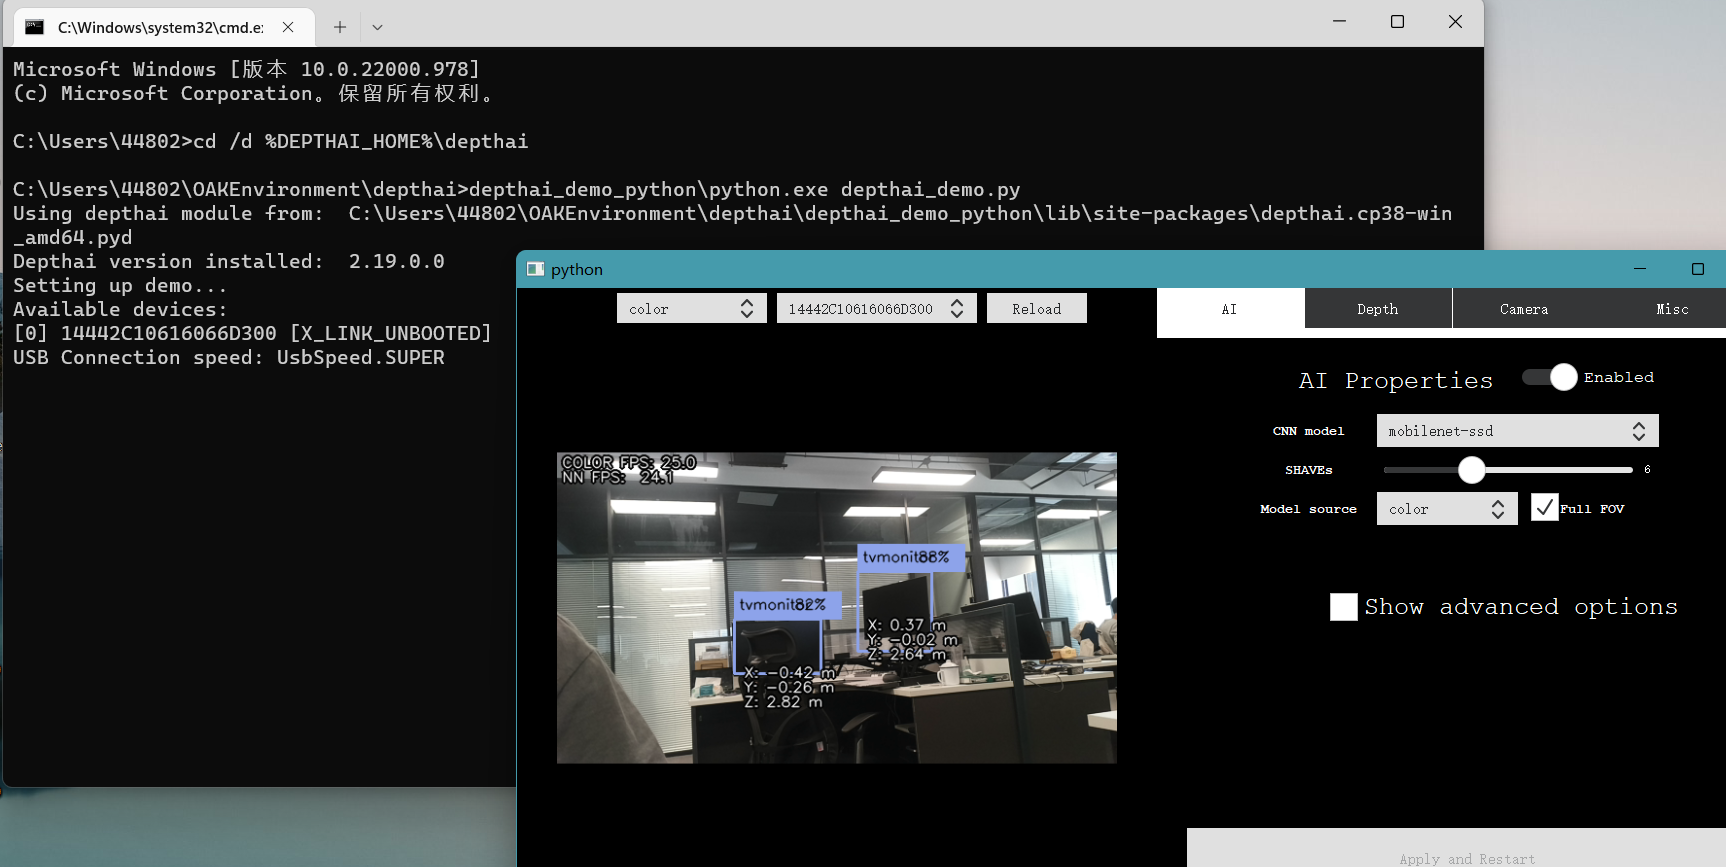 C:\Windows\system32\cmd.e
Microsoft Windows [版本 10.0.22000.978]
(c) Microsoft Corporation。保留所有权利。
C:\Users\44802>cd /d %DEPTHAI_HOME%\depthai
C:\Users\44802\OAKEnvironment\depthai>depthai_demo_python\python.exe depthai_demo.py
Using depthai module from:  C:\Users\44802\OAKEnvironment\depthai\depthai_demo_python\lib\site-packages\depthai.cp38-win
_amd64.pyd
Depthai version installed:  2.19.0.0
Setting up demo...
Available devices:
[0] 14442C10616066D300 [X_LINK_UNBOOTED]
USB Connection speed: UsbSpeed.SUPER
python
color 14442C10616066D300 Reload
AI Depth Camera Misc
AI Properties Enabled
CNN model mobilenet-ssd
SHAVEs 6
Model source color Full FOV
Show advanced options
Apply and Restart
COLOR FPS: 25.0
NN FPS:  24.1
tvmonitor 88%
X: 0.37 m
Y: -0.02 m
Z: 2.64 m
tvmonitor 82%
X: -0.42 m
Y: -0.26 m
Z: 2.82 m